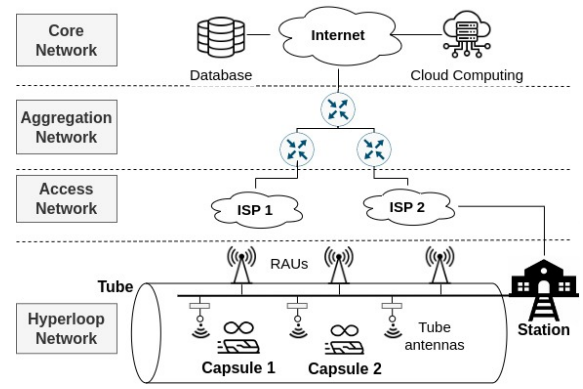 Core
Network
Internet
Database
Cloud Computing
Aggregation
Network
Access
Network
ISP 1
ISP 2
RAUs
Tube
Hyperloop
Network
Tube
antennas
Station
Capsule 1
Capsule 2